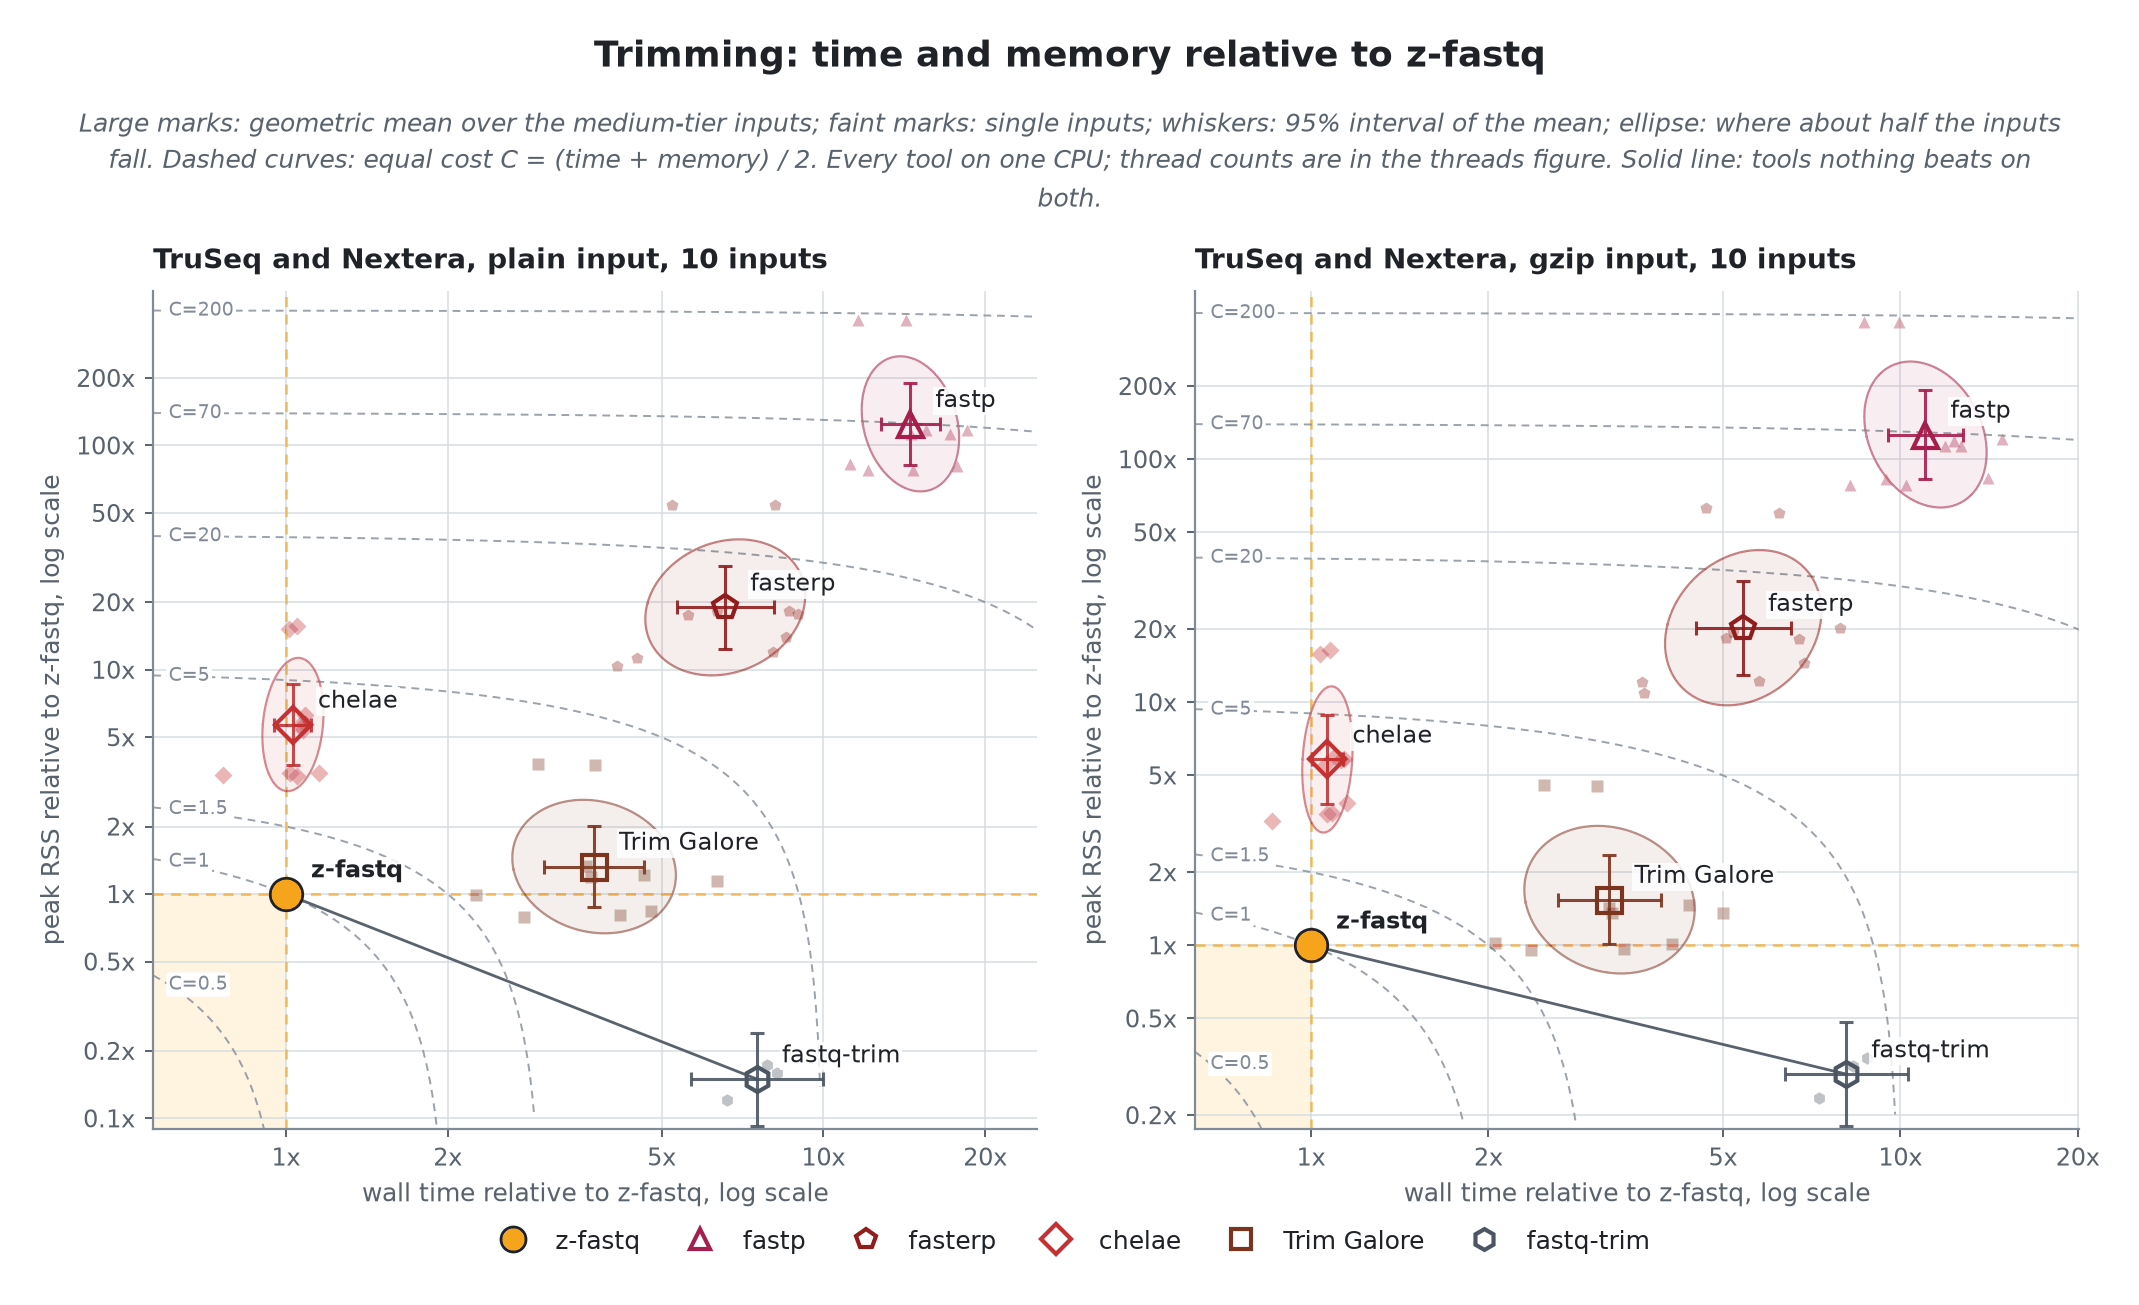 Trimming: time and memory relative to z-fastq
Large marks: geometric mean over the medium-tier inputs; faint marks: single inputs; whiskers: 95% interval of the mean; ellipse: where about half the inputs
fall. Dashed curves: equal cost C = (time + memory) / 2. Every tool on one CPU; thread counts are in the threads figure. Solid line: tools nothing beats on
both.
TruSeq and Nextera, plain input, 10 inputs
C=200
200x
C=70
fastp
100x
50x
C=20
fasterp
20x
10x
C=5
chelae
5x
C=1.5
2x
Trim Galore
C=1
z-fastq
1x
0.5x
C=0.5
0.2x
fastq-trim
0.1x
1x
2x
5x
10x
20x
peak RSS relative to z-fastq, log scale
wall time relative to z-fastq, log scale
TruSeq and Nextera, gzip input, 10 inputs
C=200
200x
fastp
C=70
100x
50x
C=20
fasterp
20x
10x
C=5
chelae
5x
C=1.5
2x
Trim Galore
C=1
z-fastq
1x
0.5x
fastq-trim
C=0.5
0.2x
1x
2x
5x
10x
20x
peak RSS relative to z-fastq, log scale
wall time relative to z-fastq, log scale
z-fastq
fastp
fasterp
chelae
Trim Galore
fastq-trim